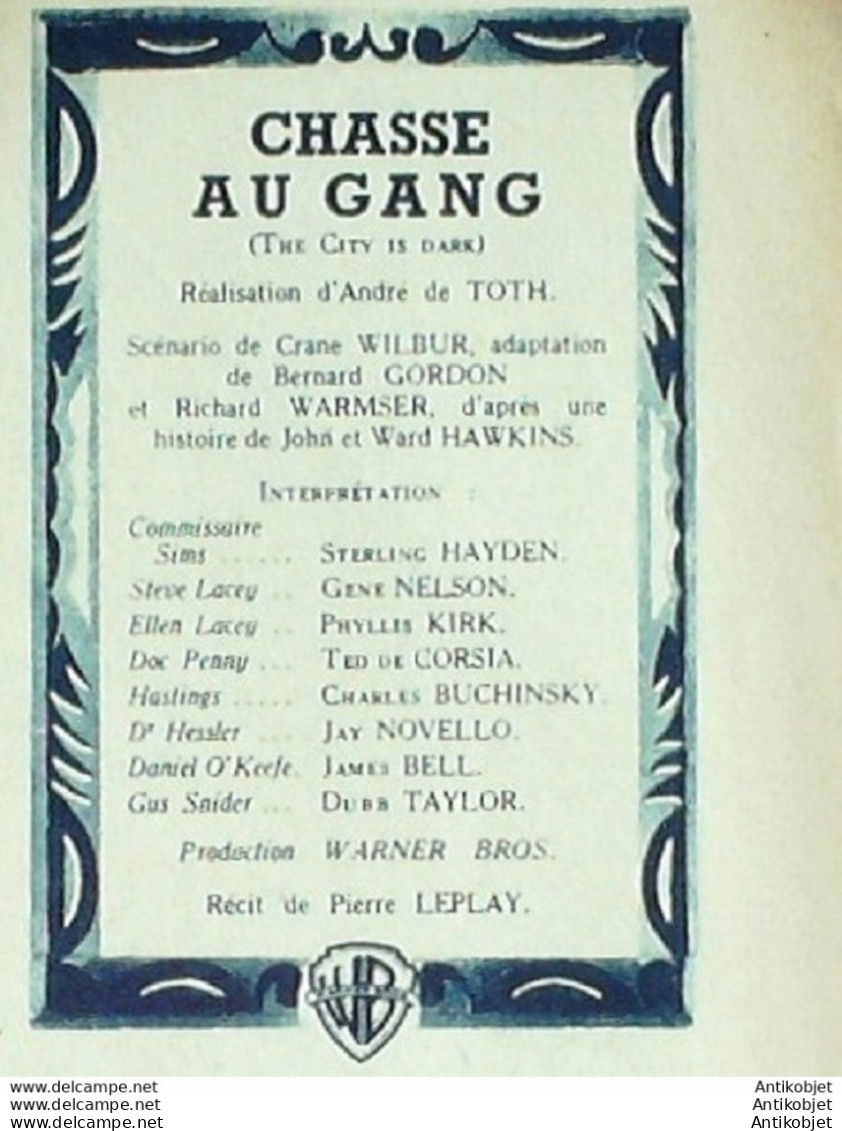 CHASSE
AU GANG
(THE CITY IS DARK)
Réalisation d'André de TOTH.
Scénario de Crane WILBUR, adaptation
de Bernard GORDON
et Richard WARMSER, d'après une
histoire de John et Ward HAWKINS.
INTERPRÉTATION :
Commissaire
Sims ...... STERLING HAYDEN.
Steve Lacey .. GENE NELSON.
Ellen Lacey .. PHYLLIS KIRK.
Doc Penny ... TED DE CORSIA.
Hastings ..... CHARLES BUCHINSKY.
Dr Hessler ... JAY NOVELLO.
Daniel O'Keefe. JAMES BELL.
Gus Snider ... DUBB TAYLOR.
Production WARNER BROS.
Récit de Pierre LEPLAY.
WB
www.delcampe.net Antikobjet
www.delcampe.net Antikobjet
www.delcampe.net Antikobjet